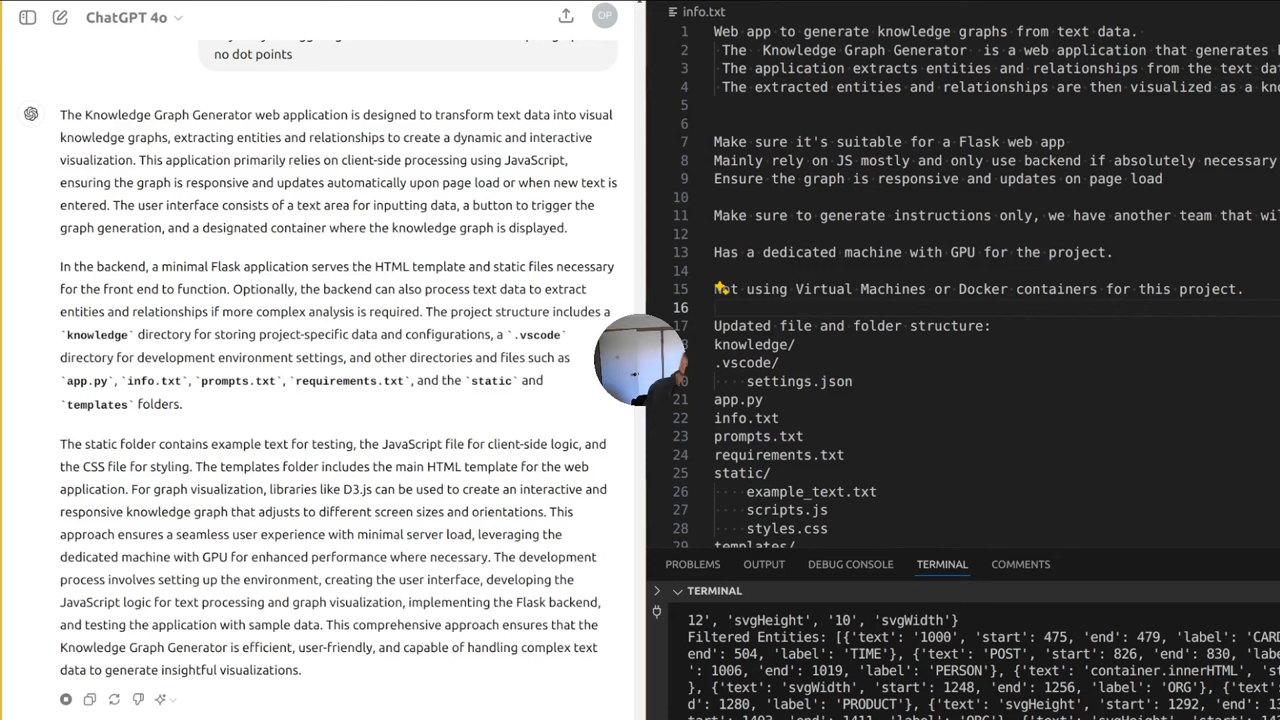 ChatGPT 4o
OP
no dot points
The Knowledge Graph Generator web application is designed to transform text data into visual
knowledge graphs, extracting entities and relationships to create a dynamic and interactive
visualization. This application primarily relies on client-side processing using JavaScript,
ensuring the graph is responsive and updates automatically upon page load or when new text is
entered. The user interface consists of a text area for inputting data, a button to trigger the
graph generation, and a designated container where the knowledge graph is displayed.
In the backend, a minimal Flask application serves the HTML template and static files necessary
for the front end to function. Optionally, the backend can also process text data to extract
entities and relationships if more complex analysis is required. The project structure includes a
`knowledge` directory for storing project-specific data and configurations, a `.vscode`
directory for development environment settings, and other directories and files such as
`app.py`, `info.txt`, `prompts.txt`, `requirements.txt`, and the `static` and
`templates` folders.
The static folder contains example text for testing, the JavaScript file for client-side logic, and
the CSS file for styling. The templates folder includes the main HTML template for the web
application. For graph visualization, libraries like D3.js can be used to create an interactive and
responsive knowledge graph that adjusts to different screen sizes and orientations. This
approach ensures a seamless user experience with minimal server load, leveraging the
dedicated machine with GPU for enhanced performance where necessary. The development
process involves setting up the environment, creating the user interface, developing the
JavaScript logic for text processing and graph visualization, implementing the Flask backend,
and testing the application with sample data. This comprehensive approach ensures that the
Knowledge Graph Generator is efficient, user-friendly, and capable of handling complex text
data to generate insightful visualizations.
info.txt
1 Web app to generate knowledge graphs from text data.
2 The Knowledge Graph Generator is a web application that generates
3 The application extracts entities and relationships from the text dat
4 The extracted entities and relationships are then visualized as a kno
5
6
7 Make sure it's suitable for a Flask web app
8 Mainly rely on JS mostly and only use backend if absolutely necessary
9 Ensure the graph is responsive and updates on page load
10
11 Make sure to generate instructions only, we have another team that wil
12
13 Has a dedicated machine with GPU for the project.
14
15 Not using Virtual Machines or Docker containers for this project.
16
17 Updated file and folder structure:
knowledge/
.vscode/
settings.json
21 app.py
22 info.txt
23 prompts.txt
24 requirements.txt
25 static/
26 example_text.txt
27 scripts.js
28 styles.css
29 templates/
PROBLEMS OUTPUT DEBUG CONSOLE TERMINAL COMMENTS
TERMINAL
12', 'svgHeight', '10', 'svgWidth'}
Filtered Entities: [{'text': '1000', 'start': 475, 'end': 479, 'label': 'CARD
end': 504, 'label': 'TIME'}, {'text': 'POST', 'start': 826, 'end': 830, 'label
': 1006, 'end': 1019, 'label': 'PERSON'}, {'text': 'container.innerHTML', 'sta
}, {'text': 'svgWidth', 'start': 1248, 'end': 1256, 'label': 'ORG'}, {'text':
d': 1280, 'label': 'PRODUCT'}, {'text': 'svgHeight', 'start':